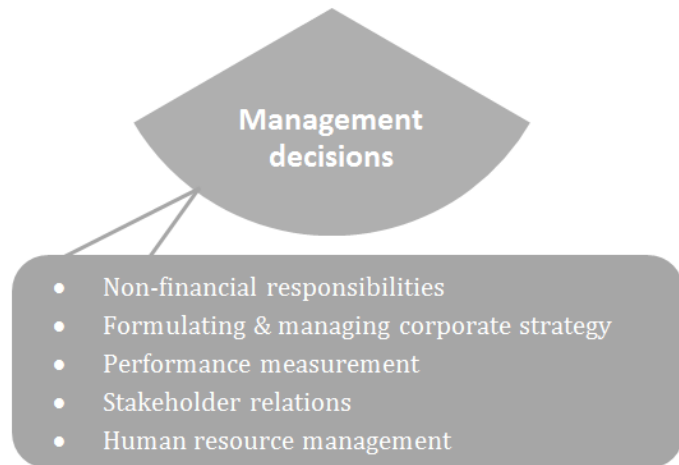 Management
decisions
• Non-financial responsibilities
• Formulating & managing corporate strategy
• Performance measurement
• Stakeholder relations
• Human resource management